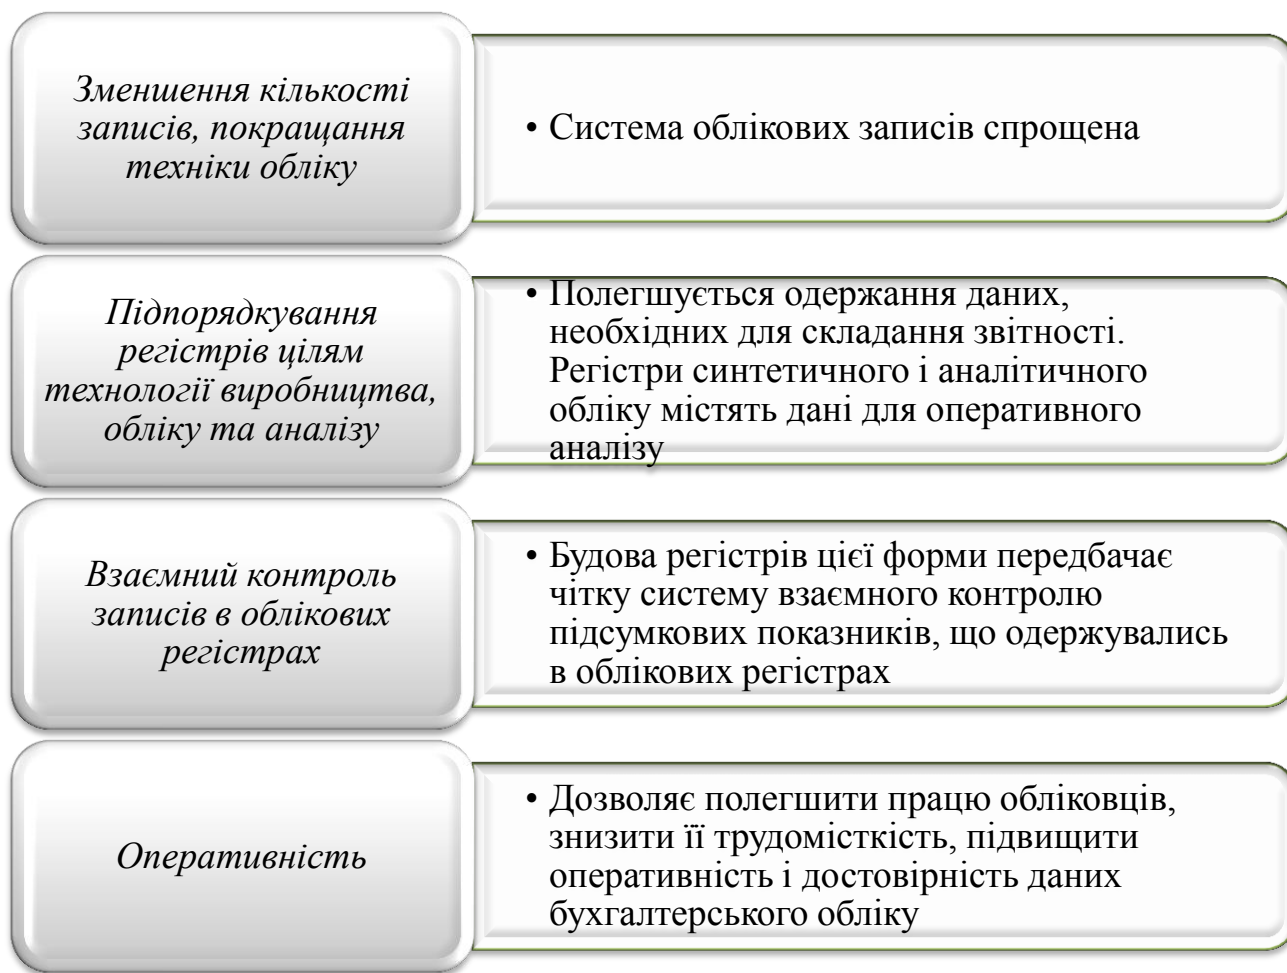 Зменшення кількості
записів, покращання
техніки обліку
• Система облікових записів спрощена
Підпорядкування
регістрів цілям
технології виробництва,
обліку та аналізу
• Полегшується одержання даних,
необхідних для складання звітності.
Регістри синтетичного і аналітичного
обліку містять дані для оперативного
аналізу
Взаємний контроль
записів в облікових
регістрах
• Будова регістрів цієї форми передбачає
чітку систему взаємного контролю
підсумкових показників, що одержувались
в облікових регістрах
Оперативність
• Дозволяє полегшити працю обліковців,
знизити її трудомісткість, підвищити
оперативність і достовірність даних
бухгалтерського обліку